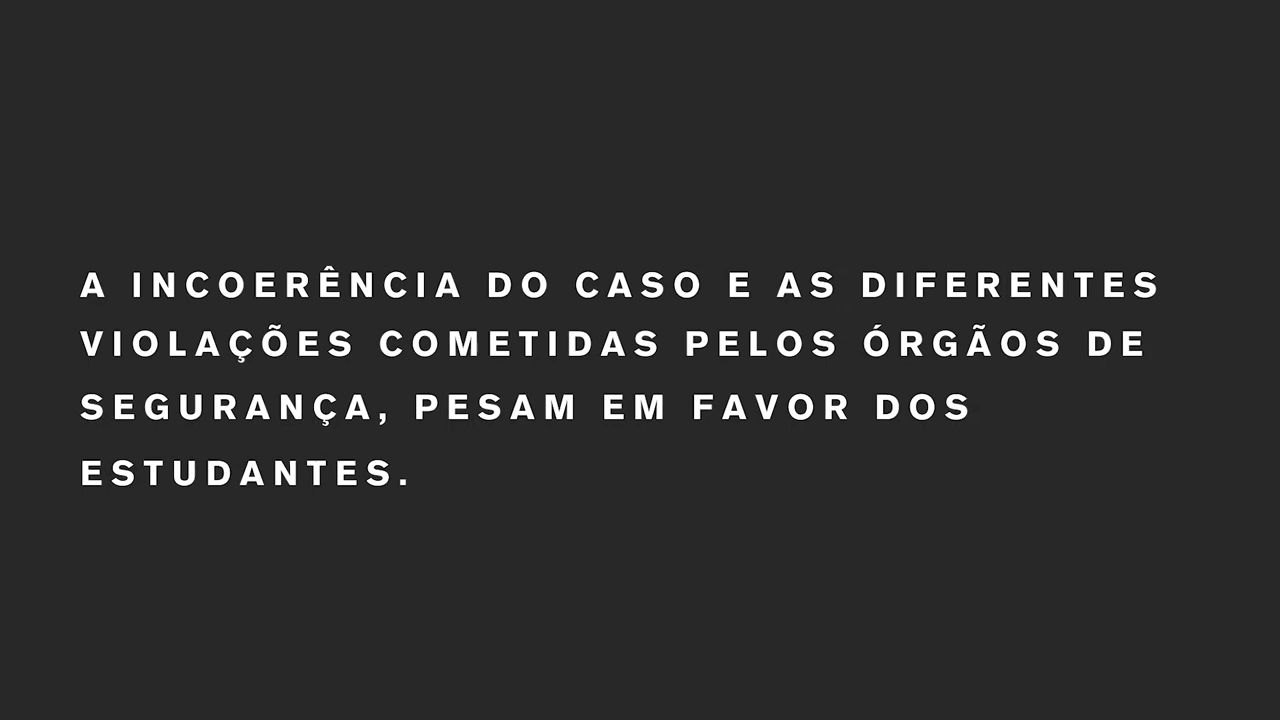 A INCOERÊNCIA DO CASO E AS DIFERENTES
VIOLAÇÕES COMETIDAS PELOS ÓRGÃOS DE
SEGURANÇA, PESAM EM FAVOR DOS
ESTUDANTES.